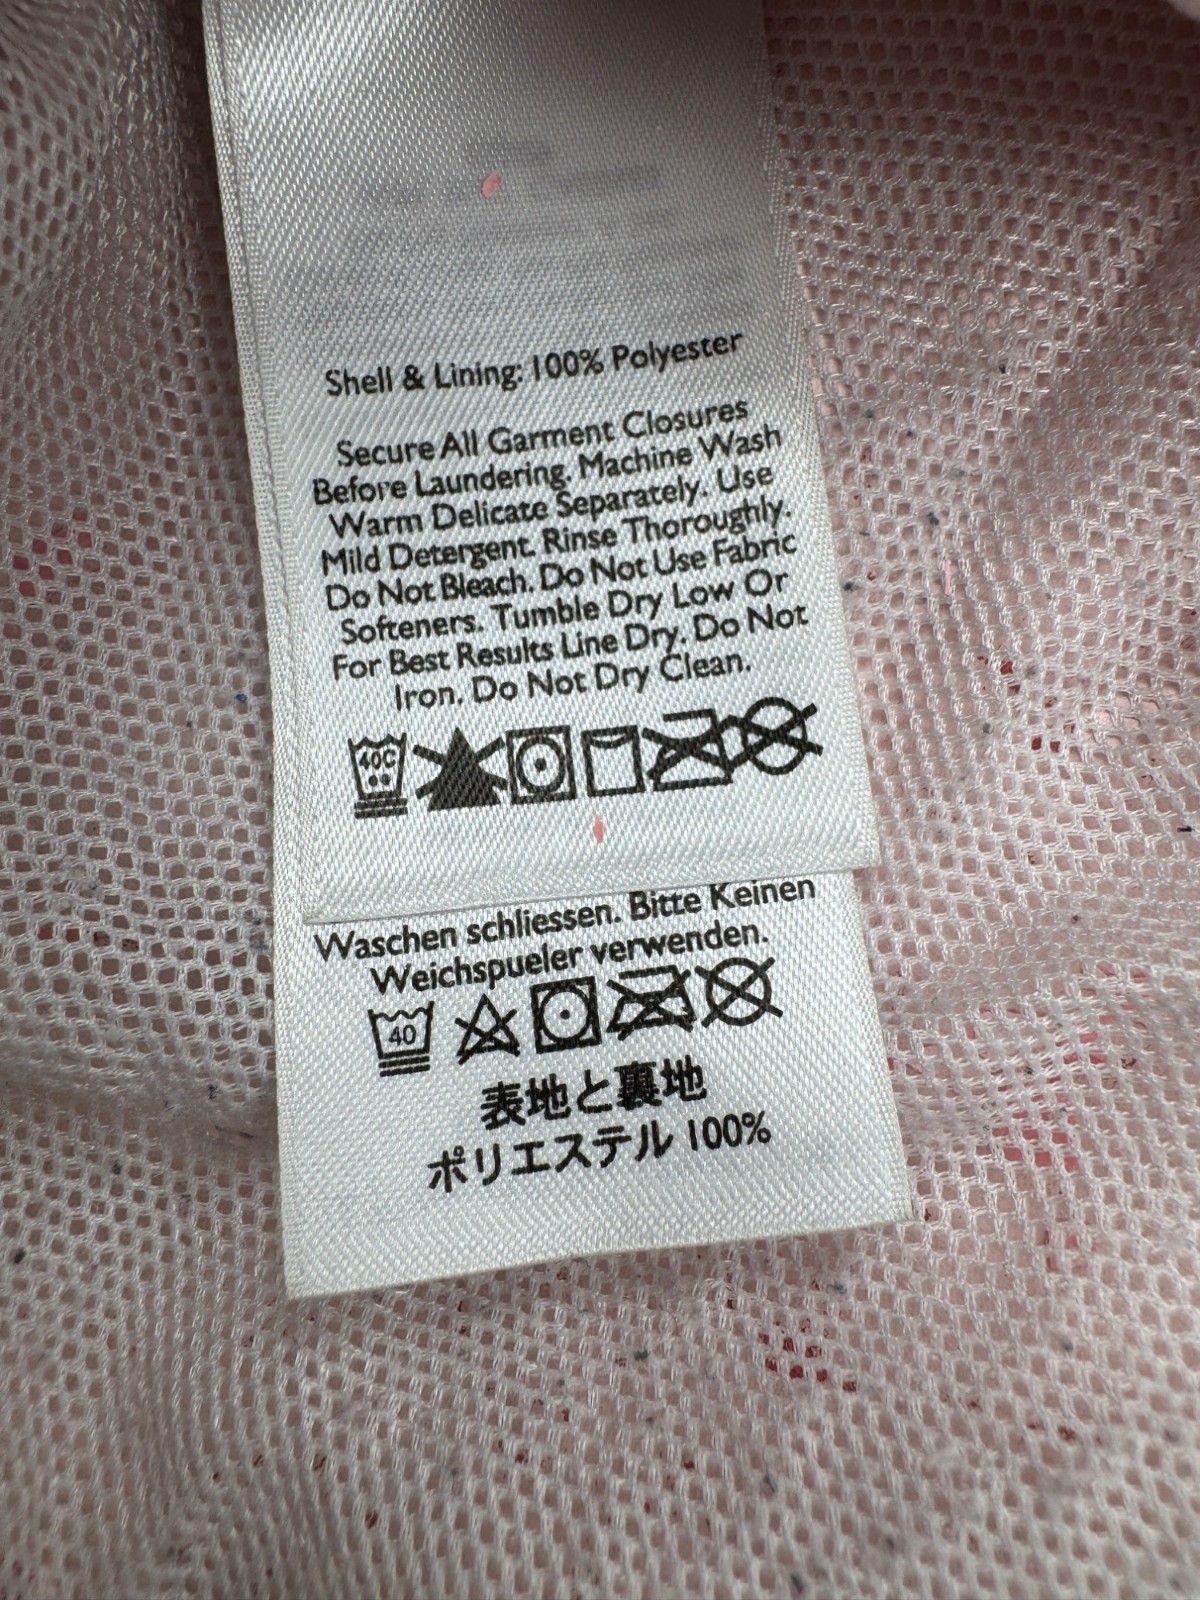 Shell & Lining: 100% Polyester
Secure All Garment Closures
Before Laundering. Machine Wash
Warm Delicate Separately. Use
Mild Detergent. Rinse Thoroughly.
Do Not Bleach. Do Not Use Fabric
Softeners. Tumble Dry Low Or
For Best Results Line Dry. Do Not
Iron. Do Not Dry Clean.
40C
Waschen schliessen. Bitte Keinen
Weichspueler verwenden.
40
表地と裏地
ポリエステル 100%